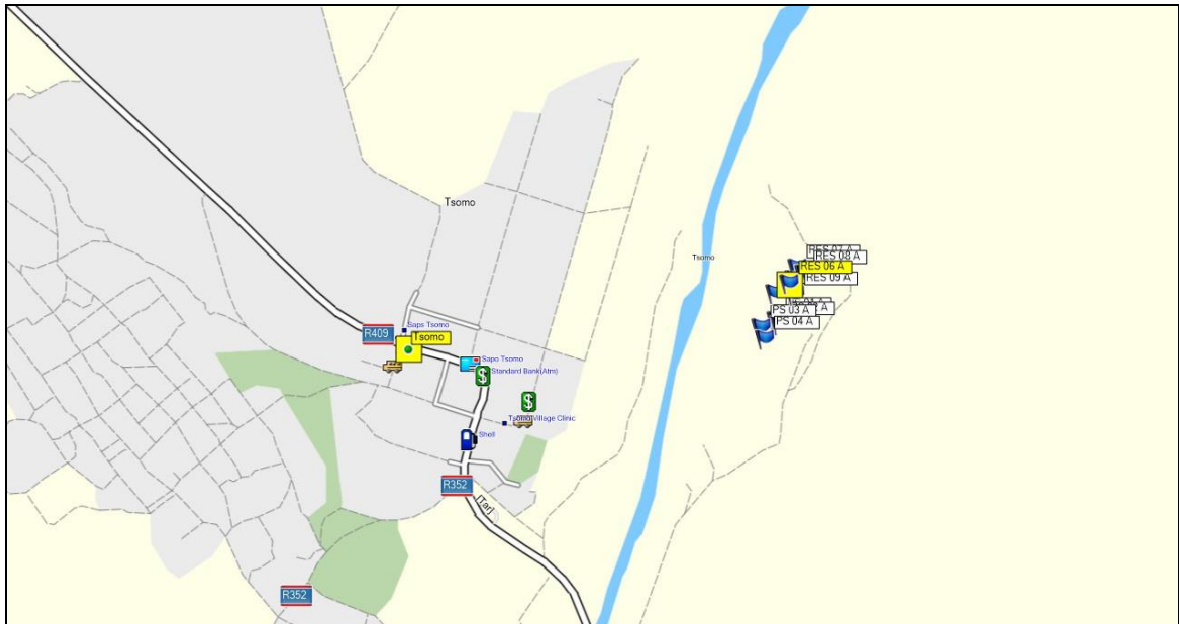 Tsomo
Tsomo
RES 07 A
RES 08 A
RES 06 A
RES 09 A
PS 03 A
PS 04 A
Saps Tsomo
R409
Tsomo
Sapo Tsomo
Standard Bank(Atm)
Tsomo Village Clinic
Shell
R352
[Tar]
R352